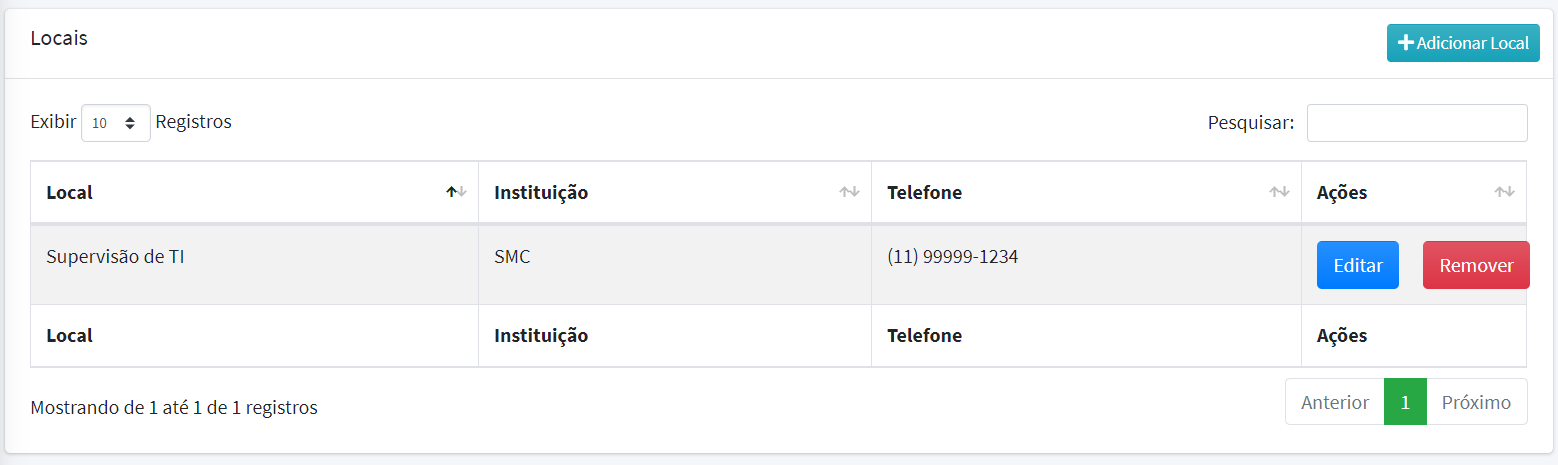 Locais
Adicionar Local
Exibir 10 Registros
Pesquisar:
Local Instituição Telefone Ações
Supervisão de TI SMC (11) 99999-1234 Editar Remover
Local Instituição Telefone Ações
Mostrando de 1 até 1 de 1 registros
Anterior 1 Próximo